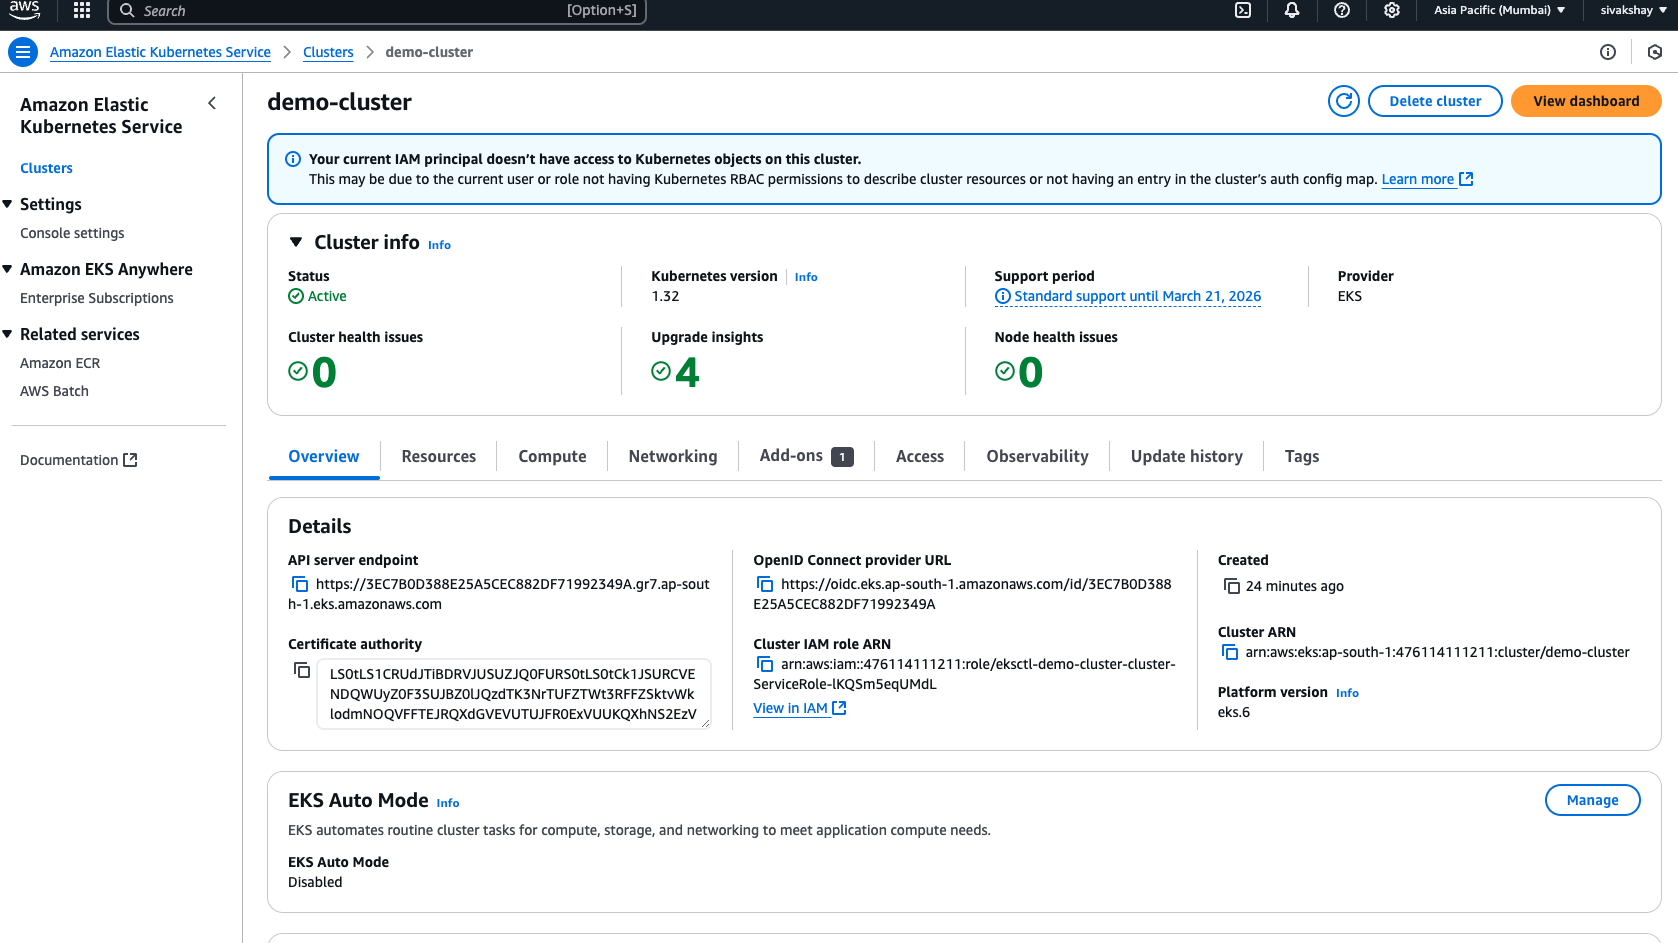 aws
Search
[Option+S]
Asia Pacific (Mumbai)
sivakshay
Amazon Elastic Kubernetes Service
Clusters
demo-cluster
Amazon Elastic
Kubernetes Service
Clusters
Settings
Console settings
Amazon EKS Anywhere
Enterprise Subscriptions
Related services
Amazon ECR
AWS Batch
Documentation
demo-cluster
Delete cluster
View dashboard
Your current IAM principal doesn’t have access to Kubernetes objects on this cluster.
This may be due to the current user or role not having Kubernetes RBAC permissions to describe cluster resources or not having an entry in the cluster’s auth config map. Learn more
Cluster info Info
Status
Active
Kubernetes version Info
1.32
Support period
Standard support until March 21, 2026
Provider
EKS
Cluster health issues
0
Upgrade insights
4
Node health issues
0
Overview
Resources
Compute
Networking
Add-ons 1
Access
Observability
Update history
Tags
Details
API server endpoint
https://3EC7B0D388E25A5CEC882DF71992349A.gr7.ap-sout
h-1.eks.amazonaws.com
Certificate authority
LS0tLS1CRUdJTiBDRVJUSUZJQ0FURS0tLS0tCk1JSURCVE
NDQWUyZ0F3SUJBZ0lJQzdTK3NrTUFZTWt3RFFZSktvWk
lodmNOQVFFTEJRQXdGVEVUTUJFR0ExVUUKQXhNS2EzV
OpenID Connect provider URL
https://oidc.eks.ap-south-1.amazonaws.com/id/3EC7B0D388
E25A5CEC882DF71992349A
Cluster IAM role ARN
arn:aws:iam::476114111211:role/eksctl-demo-cluster-cluster-
ServiceRole-lKQSm5eqUMdL
View in IAM
Created
24 minutes ago
Cluster ARN
arn:aws:eks:ap-south-1:476114111211:cluster/demo-cluster
Platform version Info
eks.6
EKS Auto Mode Info
Manage
EKS automates routine cluster tasks for compute, storage, and networking to meet application compute needs.
EKS Auto Mode
Disabled